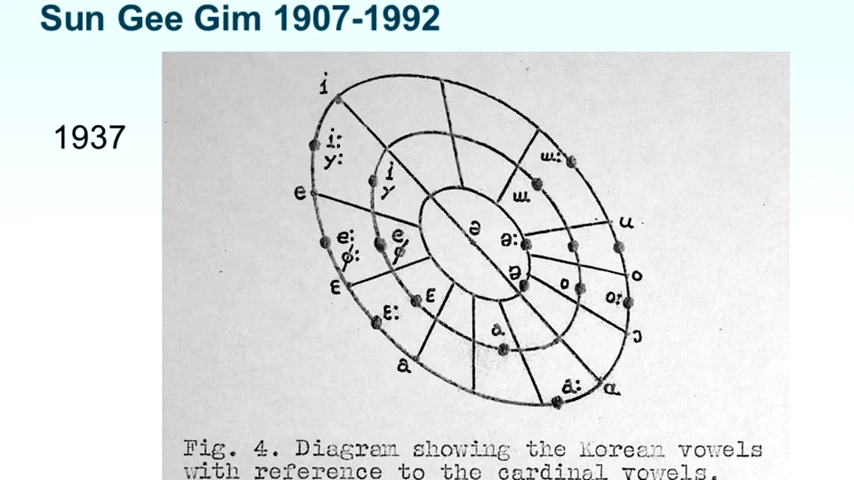 Sun Gee Gim 1907-1992
1937
i
i:
y:
ɯ:
i
y
ɯ
e
u
ə
ə:
e:
ø:
e
ø
o
ə
o
o:
ɛ
ɛ
ɛ:
a
ɔ
a
ɑ
a:
Fig. 4. Diagram showing the Korean vowels
with reference to the cardinal vowels.